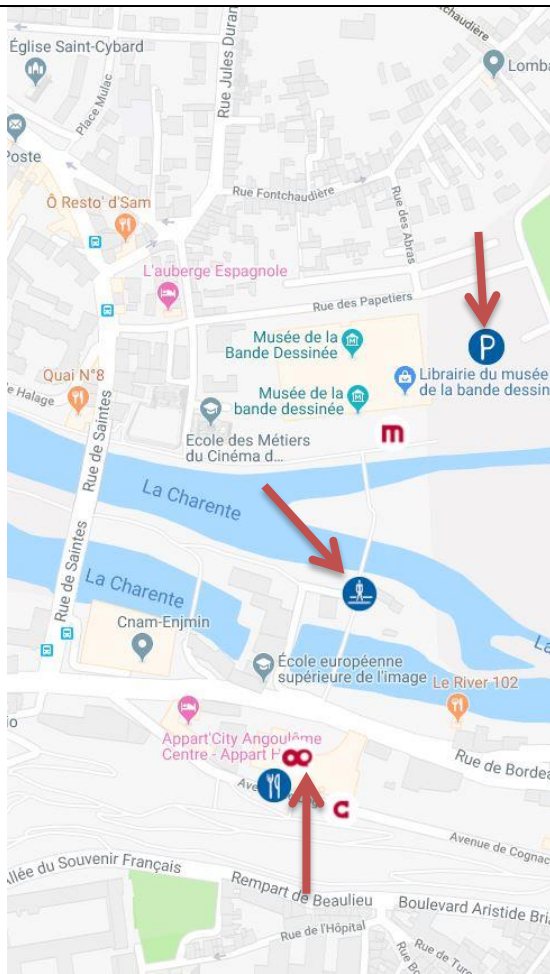 Église Saint-Cybard
Place Mulac
Poste
Rue Jules Duran
Lomba
Ô Resto' d'Sam
Rue Fontchaudière
Rue des Abras
L'auberge Espagnole
Rue des Papetiers
P
Musée de la
Bande Dessinée
Librairie du musée
de la bande dessin
Quai N°8
Musée de la
bande dessinée
e Halage
m
Rue de Saintes
Ecole des Métiers
du Cinéma d...
La Charente
Rue de Saintes
La Charente
Cnam-Enjmin
La
École européenne
supérieure de l'image
Le River 102
io
Appart'City Angoulême
Centre - Appart H
Rue de Bordea
c
Avenue de Cognac
Allée du Souvenir Français
Rempart de Beaulieu
Boulevard Aristide Bria
Rue de l'Hôpital